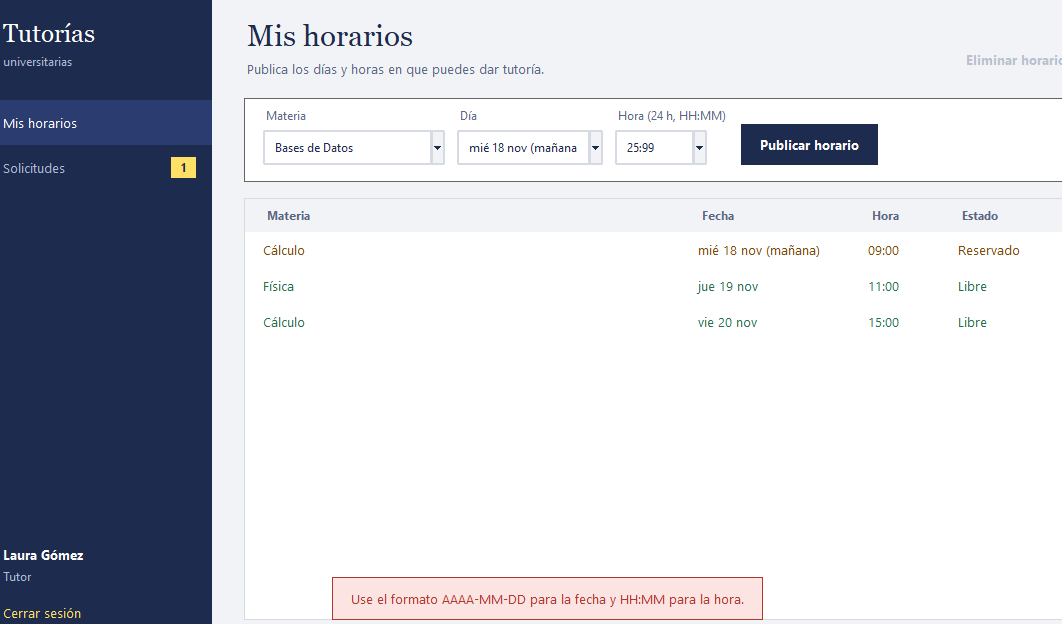 Tutorías
universitarias
Mis horarios
Solicitudes 1
Laura Gómez
Tutor
Cerrar sesión
Mis horarios
Publica los días y horas en que puedes dar tutoría.
Eliminar horario
Materia Día Hora (24 h, HH:MM)
Bases de Datos mié 18 nov (mañana 25:99 Publicar horario
Materia Fecha Hora Estado
Cálculo mié 18 nov (mañana) 09:00 Reservado
Física jue 19 nov 11:00 Libre
Cálculo vie 20 nov 15:00 Libre
Use el formato AAAA-MM-DD para la fecha y HH:MM para la hora.